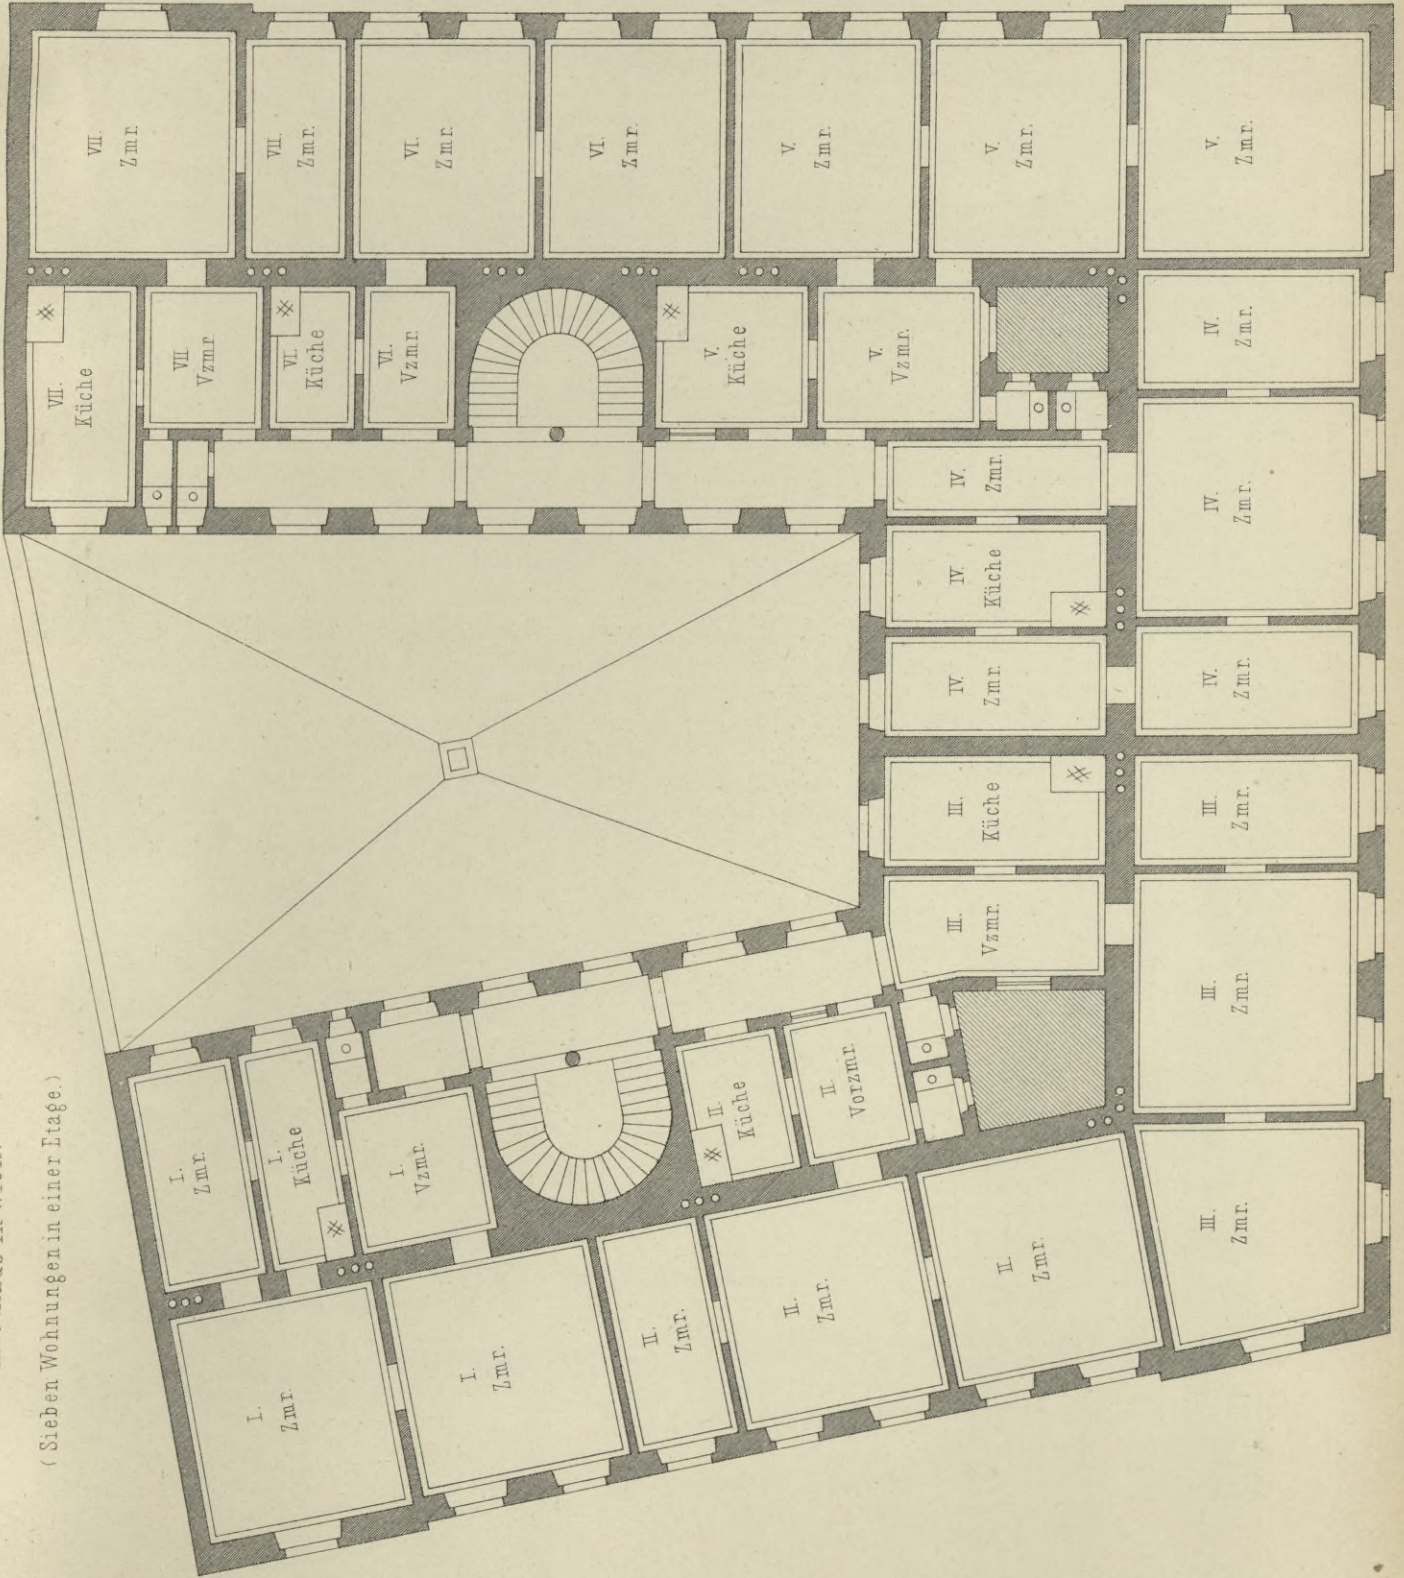 (Sieben Wohnungen in einer Etage.)
VII.
Zmr.
VII.
Zmr.
VI.
Zmr.
VI.
Zmr.
V.
Zmr.
V.
Zmr.
V.
Zmr.
VII.
Küche
VII
Vzmr.
VI.
Küche
VI.
Vzmr.
V.
Küche
V.
Vzmr.
IV.
Zmr.
IV.
Zmr.
IV.
Zmr.
IV.
Küche
IV.
Zmr.
IV.
Zmr.
III.
Küche
III.
Zmr.
III.
Vzmr.
III.
Zmr.
III.
Zmr.
I.
Zmr.
I.
Küche
I.
Vzmr.
II.
Küche
II.
Vorzmr.
I.
Zmr.
I.
Zmr.
II.
Zmr.
II.
Zmr.
II.
Zmr.